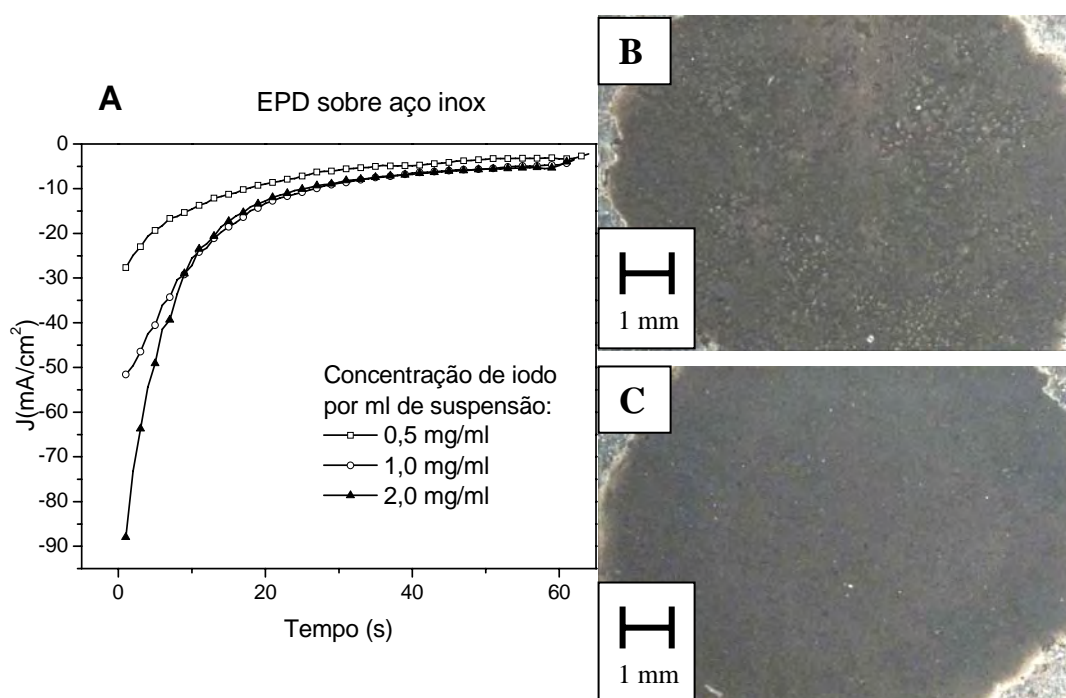 A
EPD sobre aço inox
J(mA/cm²)
0
-10
-20
-30
-40
-50
-60
-70
-80
-90
0
20
40
60
Tempo (s)
Concentração de iodo
por ml de suspensão:
0,5 mg/ml
1,0 mg/ml
2,0 mg/ml
B
1 mm
C
1 mm